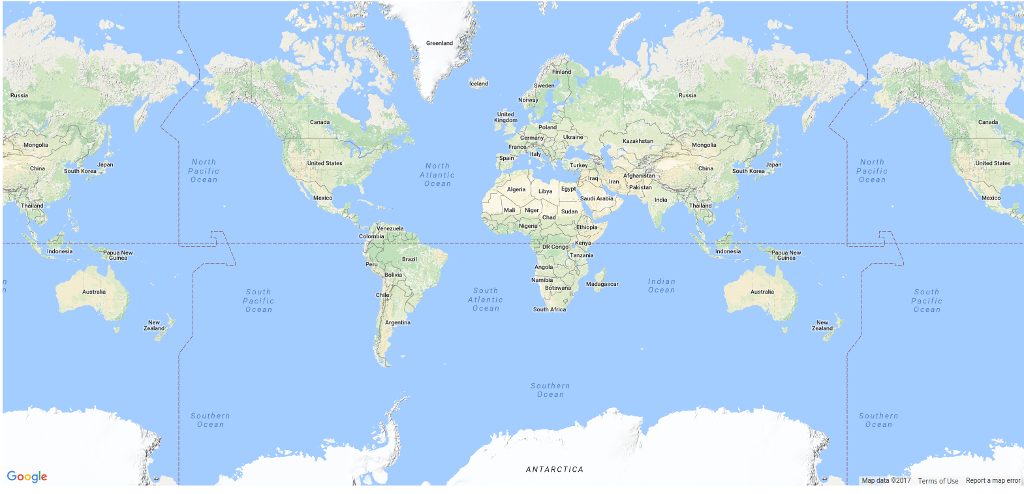 Greenland
Iceland
Finland
Sweden
Norway
Russia
Russia
United
Kingdom
Canada
Canada
Poland
Germany
Ukraine
Kazakhstan
France
Mongolia
Mongolia
Italy
Spain
United States
United States
Turkey
Japan
Japan
China
China
South Korea
South Korea
North
Pacific
Ocean
North
Atlantic
Ocean
North
Pacific
Ocean
Iraq
Iran
Afghanistan
Pakistan
Algeria
Libya
Egypt
Saudi Arabia
India
Mexico
Mexico
Thailand
Thailand
Mali
Niger
Chad
Sudan
Nigeria
Ethiopia
Venezuela
Colombia
Kenya
DR Congo
Tanzania
Indonesia
Indonesia
Papua New
Guinea
Papua New
Guinea
Peru
Brazil
Bolivia
Angola
Namibia
Botswana
Madagascar
Indian
Ocean
n
Australia
Australia
South
Pacific
Ocean
South
Atlantic
Ocean
South
Pacific
Ocean
Chile
South Africa
Argentina
New
Zealand
New
Zealand
Southern
Ocean
Southern
Ocean
Southern
Ocean
ANTARCTICA
Google
Map data ©2017
Terms of Use
Report a map error